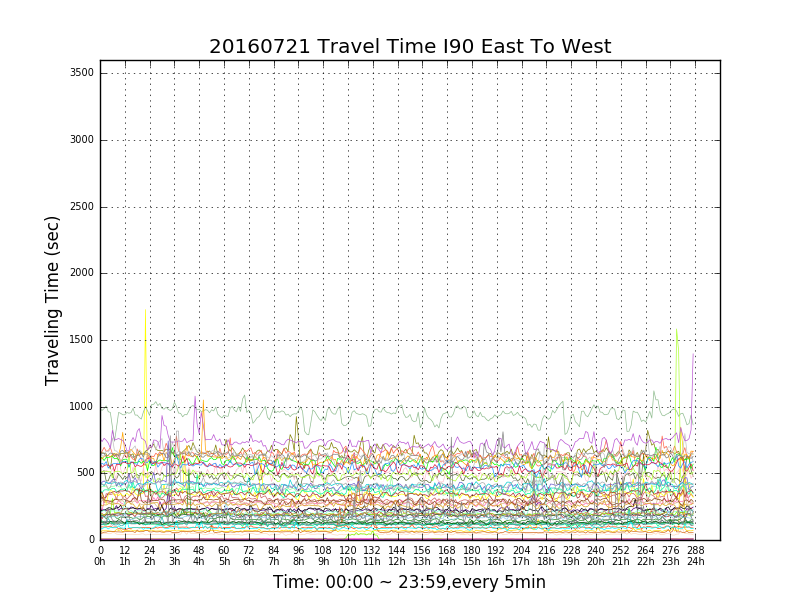 20160721 Travel Time I90 East To West
Traveling Time (sec)
3500
3000
2500
2000
1500
1000
500
0
0 12 24 36 48 60 72 84 96 108 120 132 144 156 168 180 192 204 216 228 240 252 264 276 288
0h 1h 2h 3h 4h 5h 6h 7h 8h 9h 10h 11h 12h 13h 14h 15h 16h 17h 18h 19h 20h 21h 22h 23h 24h
Time: 00:00 ~ 23:59,every 5min